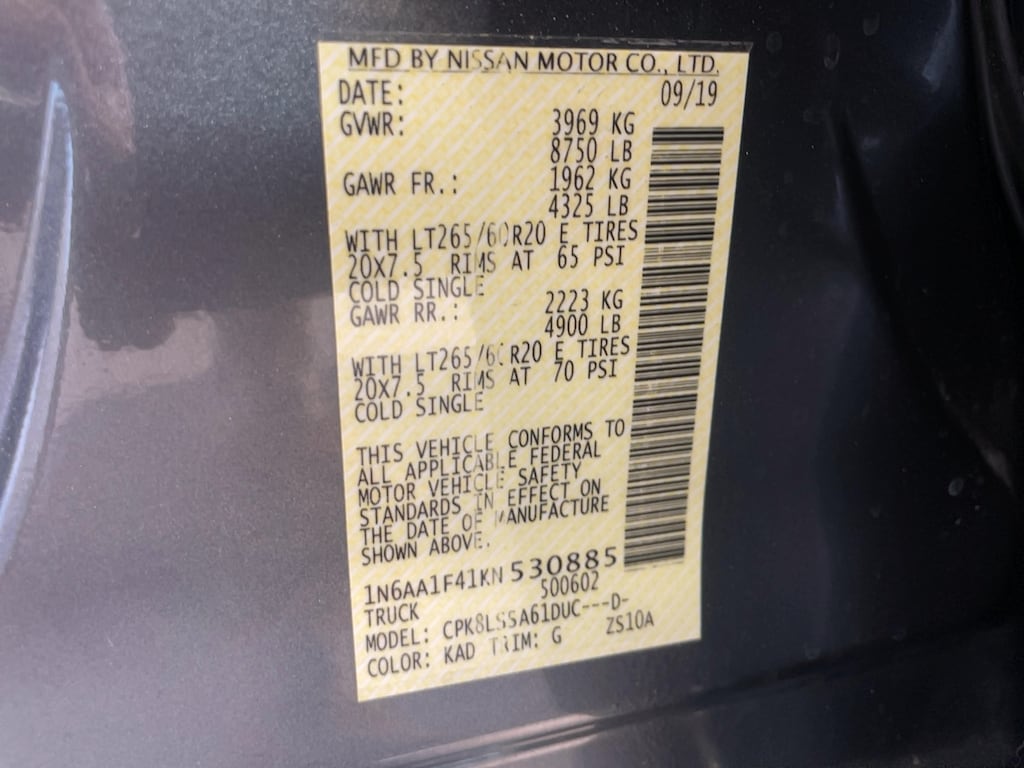 MFD BY NISSAN MOTOR CO., LTD.
DATE: 09/19
GVWR: 3969 KG
8750 LB
GAWR FR.: 1962 KG
4325 LB
WITH LT265/60R20 E TIRES
20X7.5 RIMS AT 65 PSI
COLD SINGLE
GAWR RR.: 2223 KG
4900 LB
WITH LT265/60R20 E TIRES
20X7.5 RIMS AT 70 PSI
COLD SINGLE
THIS VEHICLE CONFORMS TO
ALL APPLICABLE FEDERAL
MOTOR VEHICLE SAFETY
STANDARDS IN EFFECT ON
THE DATE OF MANUFACTURE
SHOWN ABOVE.
1N6AA1F41KN530885
TRUCK 500602
MODEL: CPK8LSSA61DUC---D-
COLOR: KAD TRIM: G ZS10A